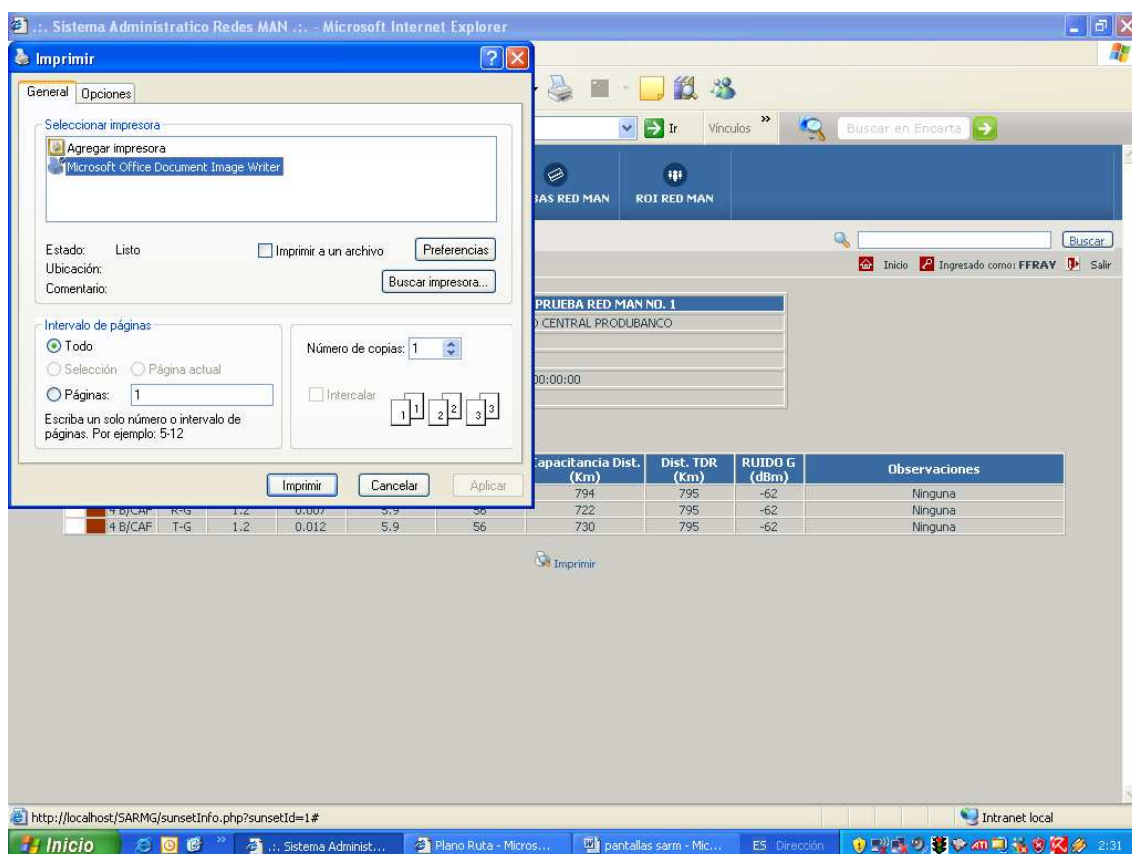 .:. Sistema Administratico Redes MAN .:. - Microsoft Internet Explorer
Imprimir
General Opciones
Seleccionar impresora
Agregar impresora
Microsoft Office Document Image Writer
Estado: Listo
Imprimir a un archivo
Preferencias
Ubicación:
Comentario:
Buscar impresora...
Intervalo de páginas
Todo
Selección Página actual
Páginas: 1
Escriba un solo número o intervalo de
páginas. Por ejemplo: 5-12
Número de copias: 1
Intercalar
1 1 2 2 3 3
Imprimir Cancelar Aplicar
Ir Vínculos »
Buscar en Encarta
BAS RED MAN ROI RED MAN
Buscar
Inicio Ingresado como: FFRAY Salir
PRUEBA RED MAN NO. 1
CENTRAL PRODUBANCO
00:00:00
Capacitancia Dist. (Km) Dist. TDR (Km) RUIDO G (dBm) Observaciones
794 795 -62 Ninguna
4 B/CAF R-G 1.2 0.007 5.9 56 722 795 -62 Ninguna
4 B/CAF T-G 1.2 0.012 5.9 56 730 795 -62 Ninguna
Imprimir
http://localhost/SARMG/sunsetInfo.php?sunsetId=1# Intranet local
Inicio » .:. Sistema Administ... Plano Ruta - Micros... pantallas sarm - Mic... ES Dirección 2:31